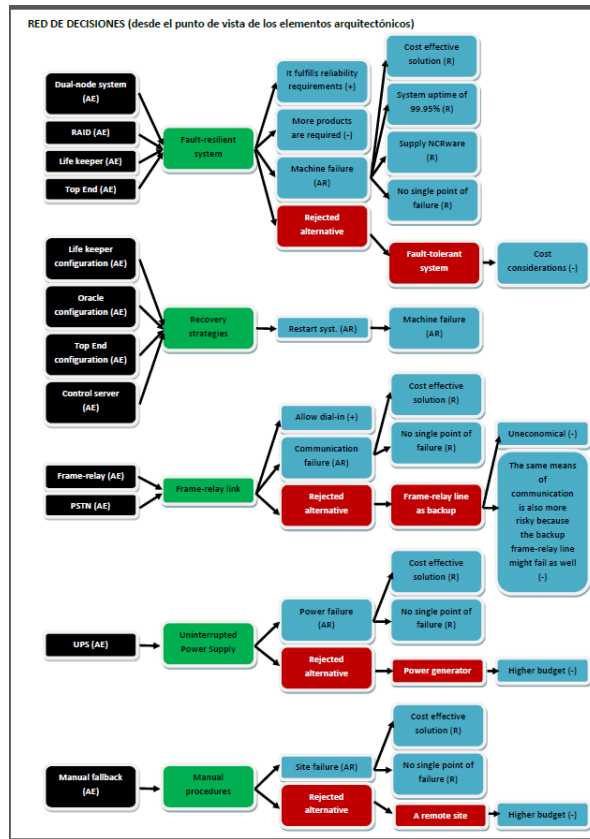 RED DE DECISIONES (desde el punto de vista de los elementos arquitectónicos)
Dual-node system
(AE)
RAID (AE)
Life keeper (AE)
Top End (AE)
Fault-resilient
system
It fulfills reliability
requirements (+)
More products
are required (-)
Machine failure
(AR)
Rejected
alternative
Cost effective
solution (R)
System uptime of
99.95% (R)
Supply NCRware
(R)
No single point of
failure (R)
Fault-tolerant
system
Cost
considerations (-)
Life keeper
configuration (AE)
Oracle
configuration (AE)
Top End
configuration (AE)
Control server
(AE)
Recovery
strategies
Restart syst. (AR)
Machine failure
(AR)
Frame-relay (AE)
PSTN (AE)
Frame-relay link
Allow dial-in (+)
Communication
failure (AR)
Rejected
alternative
Cost effective
solution (R)
No single point of
failure (R)
Frame-relay line
as backup
Uneconomical (-)
The same means
of
communication
is also more
risky because
the backup
frame-relay line
might fail as well
(-)
UPS (AE)
Uninterrupted
Power Supply
Power failure
(AR)
Rejected
alternative
Cost effective
solution (R)
No single point of
failure (R)
Power generator
Higher budget (-)
Manual fallback
(AE)
Manual
procedures
Site failure (AR)
Rejected
alternative
Cost effective
solution (R)
No single point of
failure (R)
A remote site
Higher budget (-)